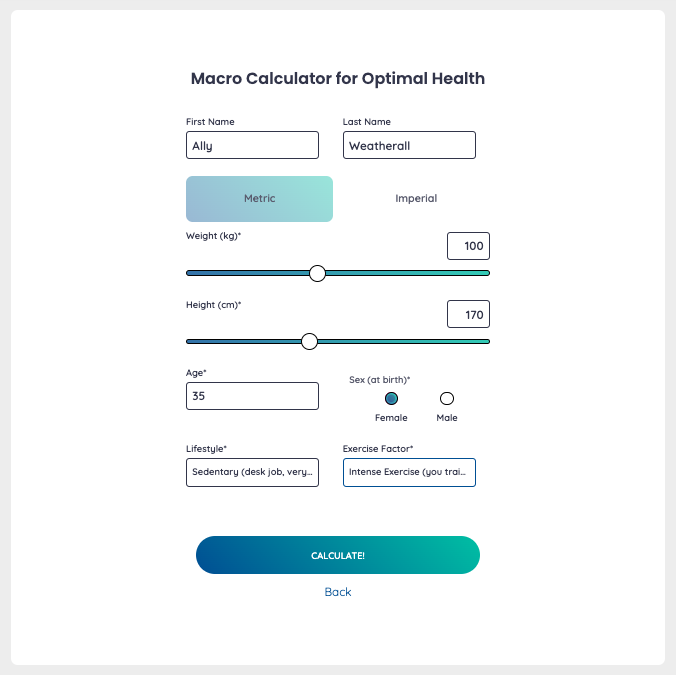 Macro Calculator for Optimal Health
First Name
Last Name
Ally
Weatherall
Metric
Imperial
Weight (kg)*
100
Height (cm)*
170
Age*
35
Sex (at birth)*
Female
Male
Lifestyle*
Exercise Factor*
Sedentary (desk job, very...
Intense Exercise (you trai...
CALCULATE!
Back